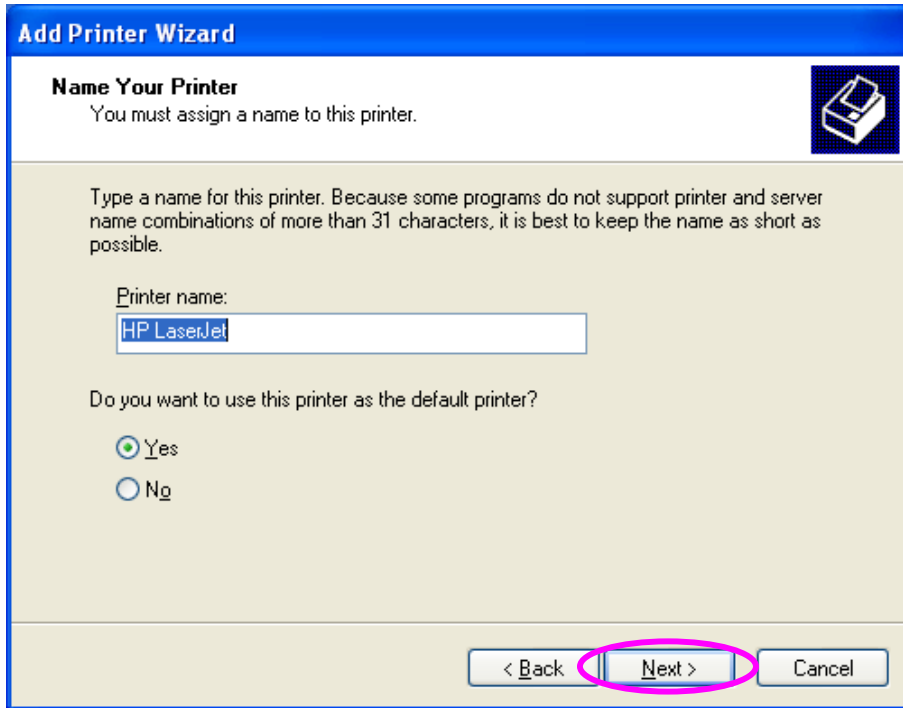 Add Printer Wizard
Name Your Printer
You must assign a name to this printer.
Type a name for this printer. Because some programs do not support printer and server
name combinations of more than 31 characters, it is best to keep the name as short as
possible.
Printer name:
HP LaserJet
Do you want to use this printer as the default printer?
Yes
No
< Back Next > Cancel